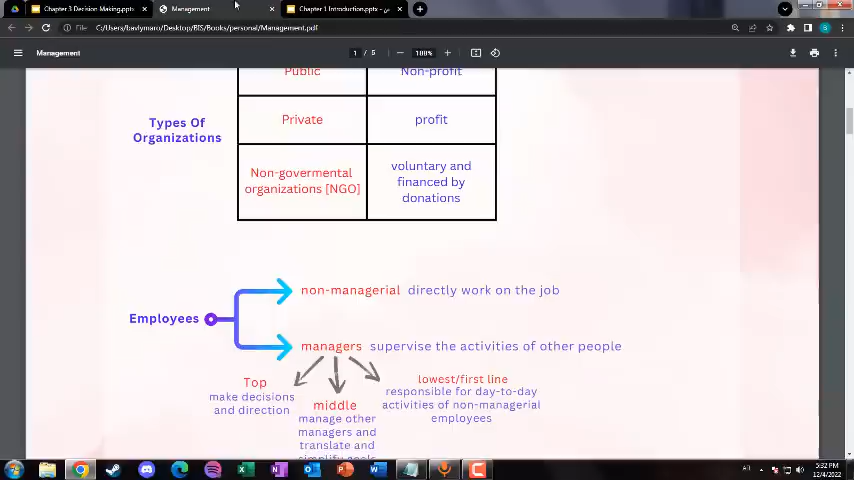 Chapter 3 Decision Making.pptx
Management
Chapter 1 Introduction.pptx
File
C:/Users/bavlymaro/Desktop/BIS/Books/personal/Management.pdf
B
Management
1 / 5
100%
Public
Non-profit
Types Of
Organizations
Private
profit
Non-govermental
organizations [NGO]
voluntary and
financed by
donations
Employees
non-managerial directly work on the job
managers supervise the activities of other people
Top
make decisions
and direction
middle
manage other
managers and
translate and
simplify goals
lowest/first line
responsible for day-to-day
activities of non-managerial
employees
5:32 PM
12/4/2022